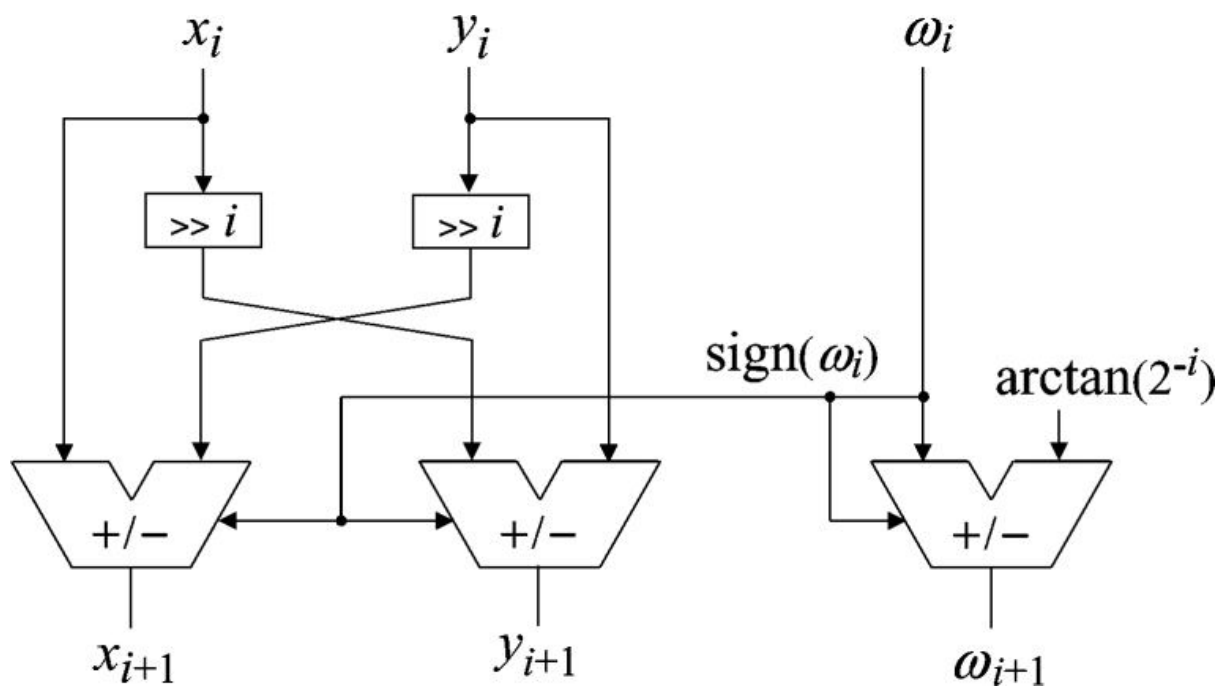 xᵢ yᵢ ωᵢ
>> i >> i
sign(ωᵢ)
arctan(2⁻ⁱ)
+/− +/− +/−
xᵢ₊₁ yᵢ₊₁ ωᵢ₊₁